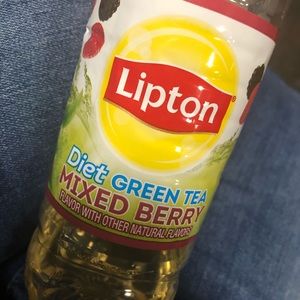 Lipton
Diet GREEN TEA
MIXED BERRY
FLAVOR WITH OTHER NATURAL FLAVORS